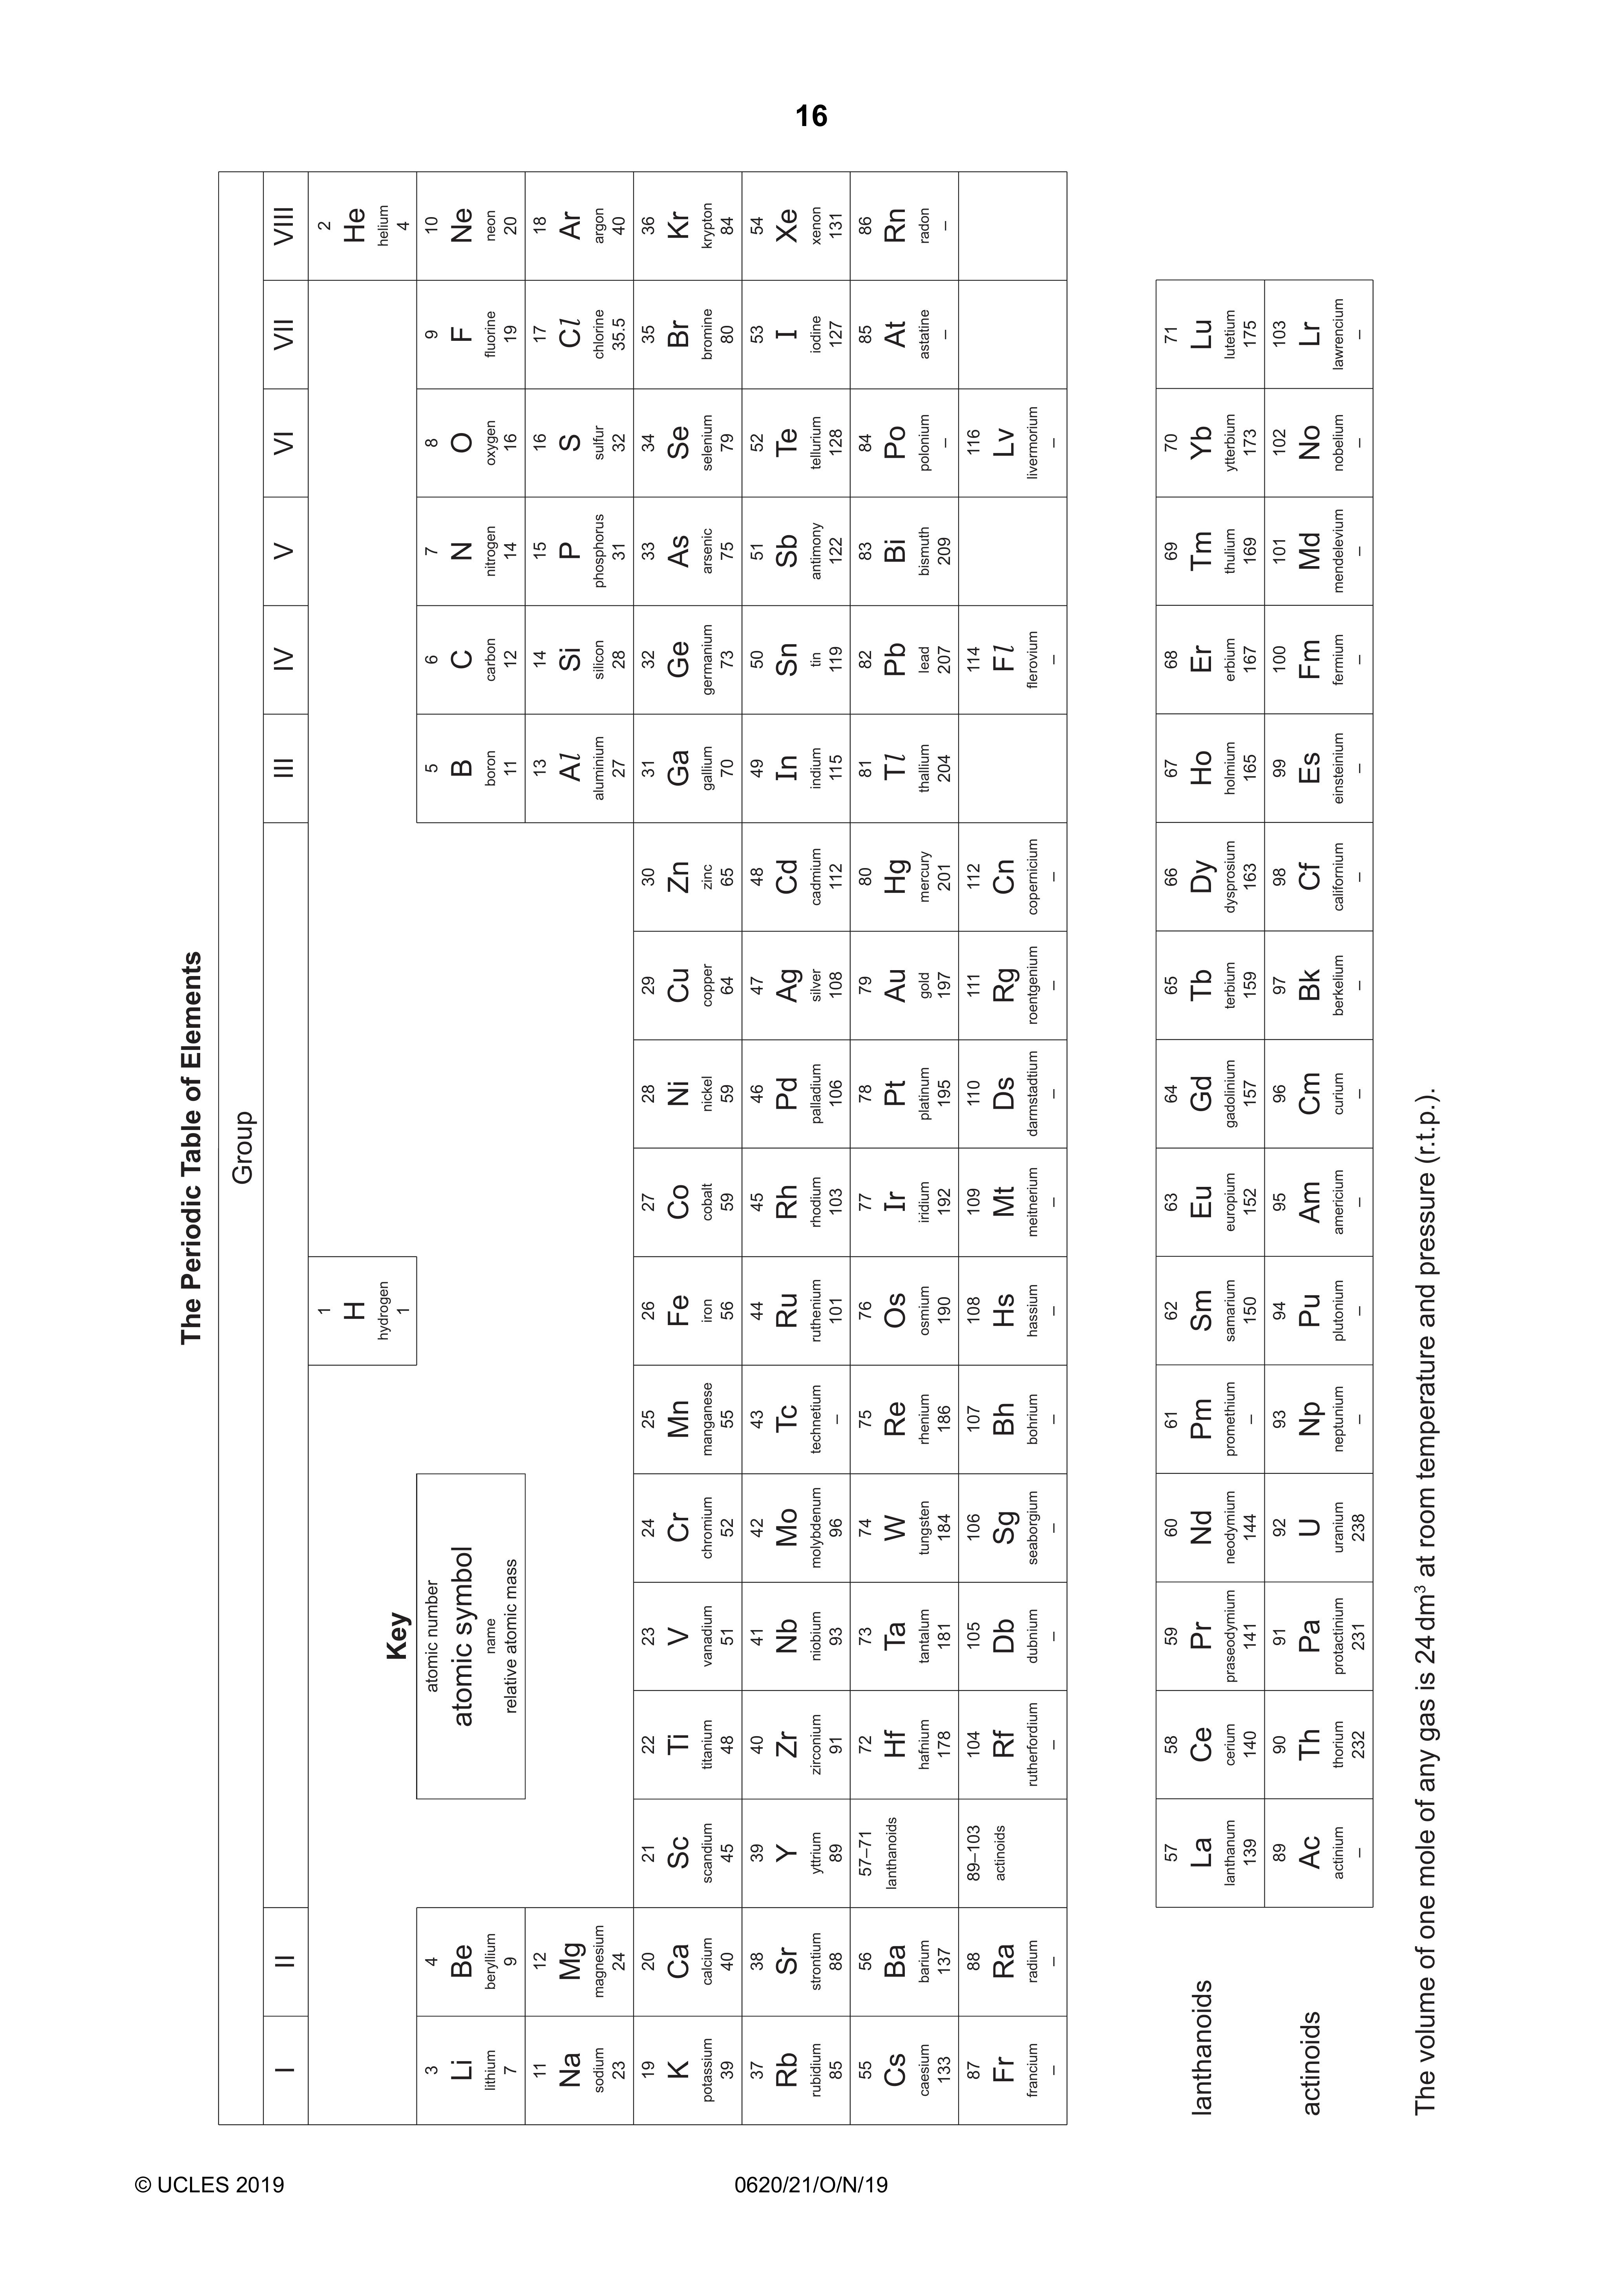 16
The Periodic Table of Elements
Group
I II III IV V VI VII VIII
1
H
hydrogen
1
2
He
helium
4
Key
atomic number
atomic symbol
name
relative atomic mass
3
Li
lithium
7
4
Be
beryllium
9
5
B
boron
11
6
C
carbon
12
7
N
nitrogen
14
8
O
oxygen
16
9
F
fluorine
19
10
Ne
neon
20
11
Na
sodium
23
12
Mg
magnesium
24
13
Al
aluminium
27
14
Si
silicon
28
15
P
phosphorus
31
16
S
sulfur
32
17
Cl
chlorine
35.5
18
Ar
argon
40
19
K
potassium
39
20
Ca
calcium
40
21
Sc
scandium
45
22
Ti
titanium
48
23
V
vanadium
51
24
Cr
chromium
52
25
Mn
manganese
55
26
Fe
iron
56
27
Co
cobalt
59
28
Ni
nickel
59
29
Cu
copper
64
30
Zn
zinc
65
31
Ga
gallium
70
32
Ge
germanium
73
33
As
arsenic
75
34
Se
selenium
79
35
Br
bromine
80
36
Kr
krypton
84
37
Rb
rubidium
85
38
Sr
strontium
88
39
Y
yttrium
89
40
Zr
zirconium
91
41
Nb
niobium
93
42
Mo
molybdenum
96
43
Tc
technetium
–
44
Ru
ruthenium
101
45
Rh
rhodium
103
46
Pd
palladium
106
47
Ag
silver
108
48
Cd
cadmium
112
49
In
indium
115
50
Sn
tin
119
51
Sb
antimony
122
52
Te
tellurium
128
53
I
iodine
127
54
Xe
xenon
131
55
Cs
caesium
133
56
Ba
barium
137
57–71
lanthanoids
72
Hf
hafnium
178
73
Ta
tantalum
181
74
W
tungsten
184
75
Re
rhenium
186
76
Os
osmium
190
77
Ir
iridium
192
78
Pt
platinum
195
79
Au
gold
197
80
Hg
mercury
201
81
Tl
thallium
204
82
Pb
lead
207
83
Bi
bismuth
209
84
Po
polonium
–
85
At
astatine
–
86
Rn
radon
–
87
Fr
francium
–
88
Ra
radium
–
89–103
actinoids
104
Rf
rutherfordium
–
105
Db
dubnium
–
106
Sg
seaborgium
–
107
Bh
bohrium
–
108
Hs
hassium
–
109
Mt
meitnerium
–
110
Ds
darmstadtium
–
111
Rg
roentgenium
–
112
Cn
copernicium
–
114
Fl
flerovium
–
116
Lv
livermorium
–
lanthanoids
57
La
lanthanum
139
58
Ce
cerium
140
59
Pr
praseodymium
141
60
Nd
neodymium
144
61
Pm
promethium
–
62
Sm
samarium
150
63
Eu
europium
152
64
Gd
gadolinium
157
65
Tb
terbium
159
66
Dy
dysprosium
163
67
Ho
holmium
165
68
Er
erbium
167
69
Tm
thulium
169
70
Yb
ytterbium
173
71
Lu
lutetium
175
actinoids
89
Ac
actinium
–
90
Th
thorium
232
91
Pa
protactinium
231
92
U
uranium
238
93
Np
neptunium
–
94
Pu
plutonium
–
95
Am
americium
–
96
Cm
curium
–
97
Bk
berkelium
–
98
Cf
californium
–
99
Es
einsteinium
–
100
Fm
fermium
–
101
Md
mendelevium
–
102
No
nobelium
–
103
Lr
lawrencium
–
The volume of one mole of any gas is 24 dm³ at room temperature and pressure (r.t.p.).
© UCLES 2019
0620/21/O/N/19